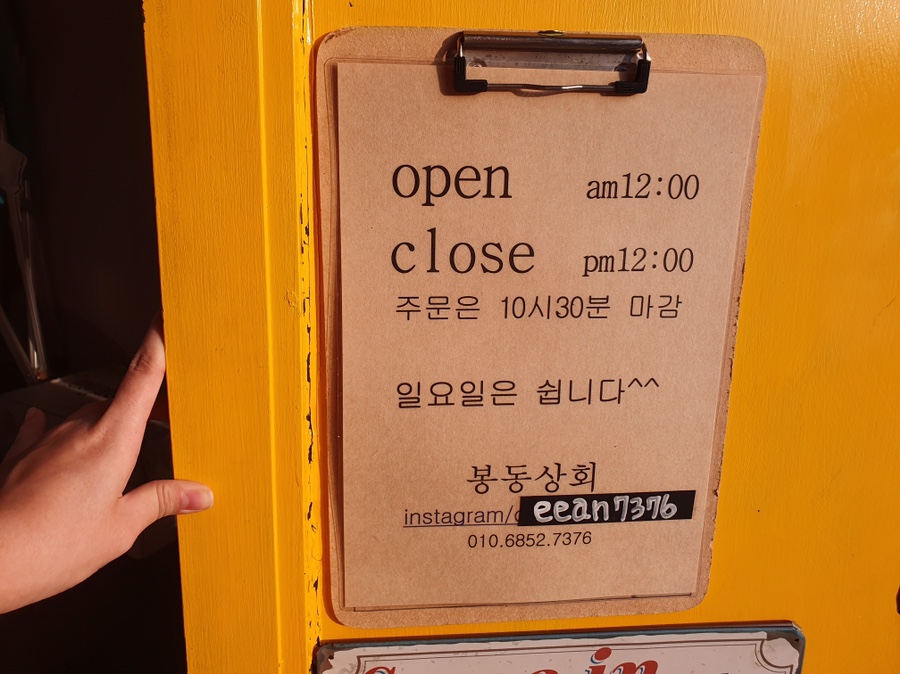 open am12:00
close pm12:00
주문은 10시30분 마감
일요일은 쉽니다^^
봉동상회
instagram/ eean7376
010.6852.7376
in